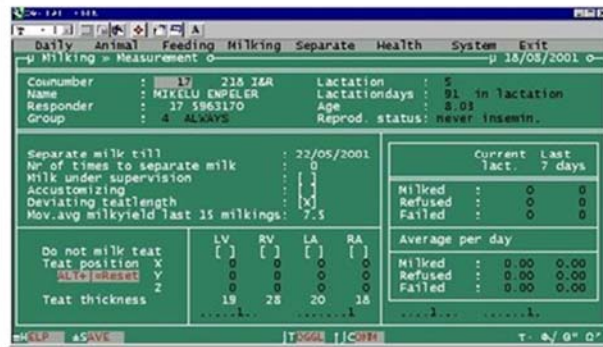 Daily Animal Feeding Milking Separate Health System Exit
µ Milking » Measurement o µ 18/08/2001 o
Cownumber : 17 218 I&R Lactation : 5
Name : MIKELU ENPELER Lactationdays : 91 in lactation
Responder : 17 5963170 Age : 8.03
Group : 4 ALWAYS Reprod. status: never insemin.
Separate milk till : 22/05/2001
Nr of times to separate milk : 0
Milk under supervision : [ ]
Accustomizing : [ ]
Deviating teatlength : [X]
Mov.avg milkyield last 15 milkings: 7.5
Current Last
lact. 7 days
Milked : 0 0
Refused : 0 0
Failed : 0 0
Average per day
Milked : 0.00 0.00
Refused : 0.00 0.00
Failed : 0.00 0.00
LV RV LA RA
Do not milk teat [ ] [ ] [ ] [ ]
Teat position X 0 0 0 0
ALT+|=Reset Y 0 0 0 0
Z 0 0 0 0
Teat thickness 19 28 20 18
HELP SAVE TOGGL COMM